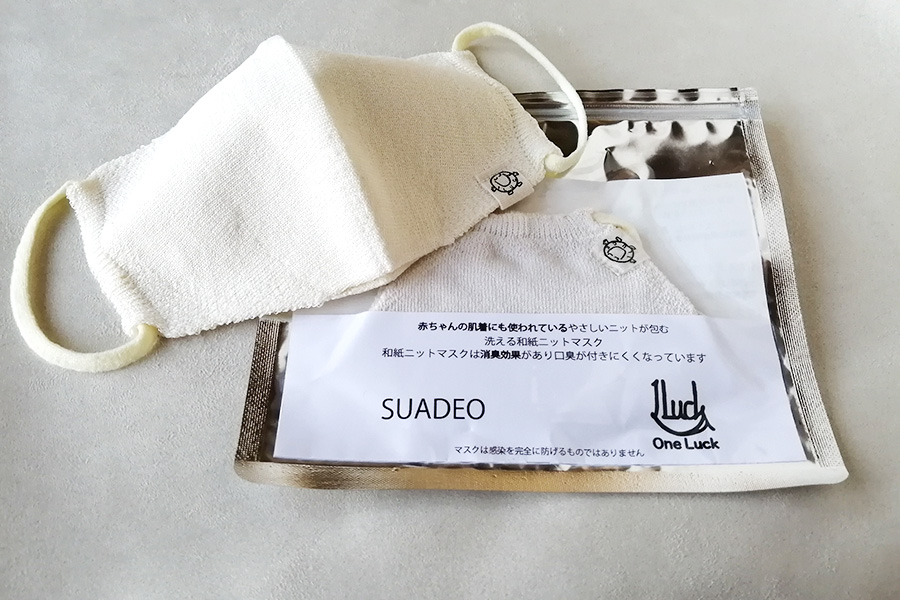 赤ちゃんの肌着にも使われているやさしいニットが包む
洗える和紙ニットマスク
和紙ニットマスクは消臭効果があり口臭が付きにくくなっています
SUADEO
1Luck
One Luck
マスクは感染を完全に防げるものではありません